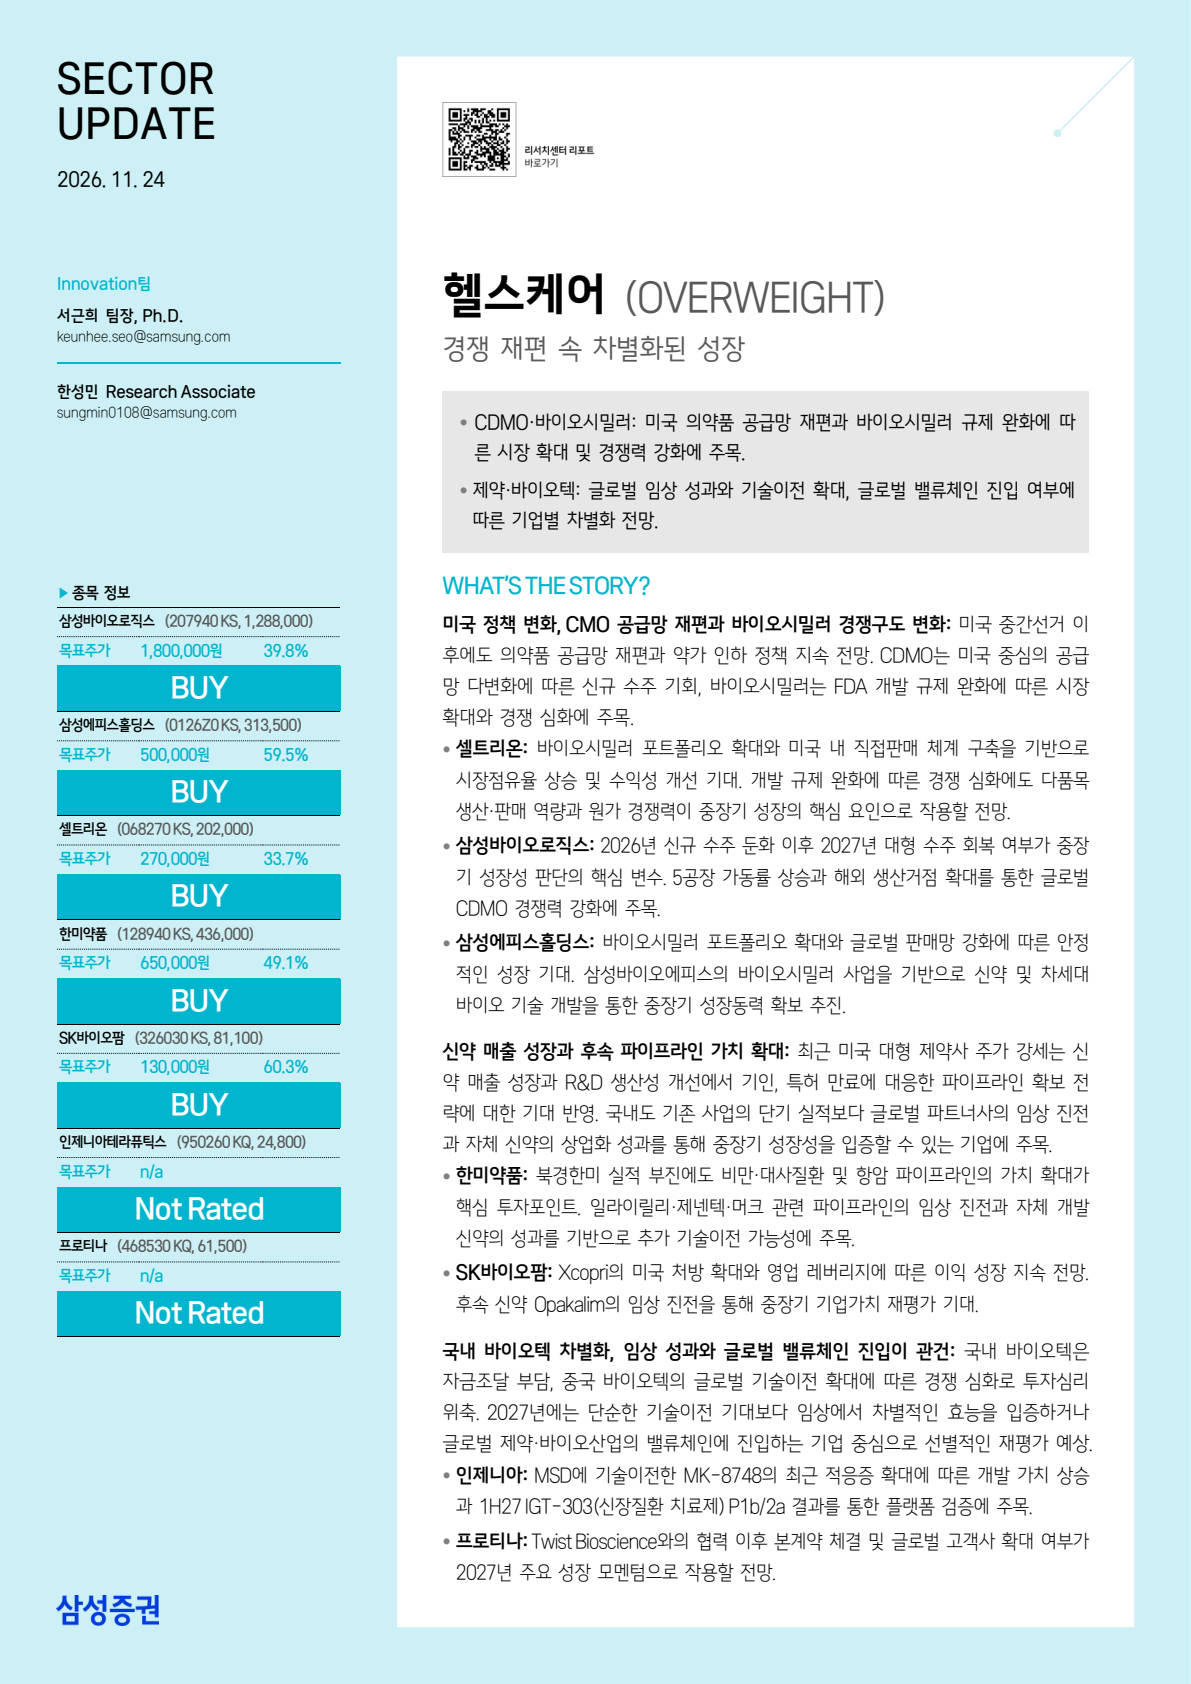 SECTOR
UPDATE
2026. 11. 24
Innovation팀
서근희 팀장, Ph.D.
keunhee.seo@samsung.com
한성민 Research Associate
sungmin0108@samsung.com
▶ 종목 정보
삼성바이오로직스 (207940 KS, 1,288,000)
목표주가 1,800,000원 39.8%
BUY
삼성에피스홀딩스 (0126Z0 KS, 313,500)
목표주가 500,000원 59.5%
BUY
셀트리온 (068270 KS, 202,000)
목표주가 270,000원 33.7%
BUY
한미약품 (128940 KS, 436,000)
목표주가 650,000원 49.1%
BUY
SK바이오팜 (326030 KS, 81,100)
목표주가 130,000원 60.3%
BUY
인제니아테라퓨틱스 (950260 KQ, 24,800)
목표주가 n/a
Not Rated
프로티나 (468530 KQ, 61,500)
목표주가 n/a
Not Rated
삼성증권
리서치센터 리포트
바로가기
헬스케어 (OVERWEIGHT)
경쟁 재편 속 차별화된 성장
• CDMO·바이오시밀러: 미국 의약품 공급망 재편과 바이오시밀러 규제 완화에 따
른 시장 확대 및 경쟁력 강화에 주목.
• 제약·바이오텍: 글로벌 임상 성과와 기술이전 확대, 글로벌 밸류체인 진입 여부에
따른 기업별 차별화 전망.
WHAT'S THE STORY?
미국 정책 변화, CMO 공급망 재편과 바이오시밀러 경쟁구도 변화: 미국 중간선거 이
후에도 의약품 공급망 재편과 약가 인하 정책 지속 전망. CDMO는 미국 중심의 공급
망 다변화에 따른 신규 수주 기회, 바이오시밀러는 FDA 개발 규제 완화에 따른 시장
확대와 경쟁 심화에 주목.
• 셀트리온: 바이오시밀러 포트폴리오 확대와 미국 내 직접판매 체계 구축을 기반으로
시장점유율 상승 및 수익성 개선 기대. 개발 규제 완화에 따른 경쟁 심화에도 다품목
생산·판매 역량과 원가 경쟁력이 중장기 성장의 핵심 요인으로 작용할 전망.
• 삼성바이오로직스: 2026년 신규 수주 둔화 이후 2027년 대형 수주 회복 여부가 중장
기 성장성 판단의 핵심 변수. 5공장 가동률 상승과 해외 생산거점 확대를 통한 글로벌
CDMO 경쟁력 강화에 주목.
• 삼성에피스홀딩스: 바이오시밀러 포트폴리오 확대와 글로벌 판매망 강화에 따른 안정
적인 성장 기대. 삼성바이오에피스의 바이오시밀러 사업을 기반으로 신약 및 차세대
바이오 기술 개발을 통한 중장기 성장동력 확보 추진.
신약 매출 성장과 후속 파이프라인 가치 확대: 최근 미국 대형 제약사 주가 강세는 신
약 매출 성장과 R&D 생산성 개선에서 기인, 특허 만료에 대응한 파이프라인 확보 전
략에 대한 기대 반영. 국내도 기존 사업의 단기 실적보다 글로벌 파트너사의 임상 진전
과 자체 신약의 상업화 성과를 통해 중장기 성장성을 입증할 수 있는 기업에 주목.
• 한미약품: 북경한미 실적 부진에도 비만·대사질환 및 항암 파이프라인의 가치 확대가
핵심 투자포인트. 일라이릴리·제넨텍·머크 관련 파이프라인의 임상 진전과 자체 개발
신약의 성과를 기반으로 추가 기술이전 가능성에 주목.
• SK바이오팜: Xcopri의 미국 처방 확대와 영업 레버리지에 따른 이익 성장 지속 전망.
후속 신약 Opakalim의 임상 진전을 통해 중장기 기업가치 재평가 기대.
국내 바이오텍 차별화, 임상 성과와 글로벌 밸류체인 진입이 관건: 국내 바이오텍은
자금조달 부담, 중국 바이오텍의 글로벌 기술이전 확대에 따른 경쟁 심화로 투자심리
위축. 2027년에는 단순한 기술이전 기대보다 임상에서 차별적인 효능을 입증하거나
글로벌 제약·바이오산업의 밸류체인에 진입하는 기업 중심으로 선별적인 재평가 예상.
• 인제니아: MSD에 기술이전한 MK-8748의 최근 적응증 확대에 따른 개발 가치 상승
과 1H27 IGT-303(신장질환 치료제) P1b/2a 결과를 통한 플랫폼 검증에 주목.
• 프로티나: Twist Bioscience와의 협력 이후 본계약 체결 및 글로벌 고객사 확대 여부가
2027년 주요 성장 모멘텀으로 작용할 전망.